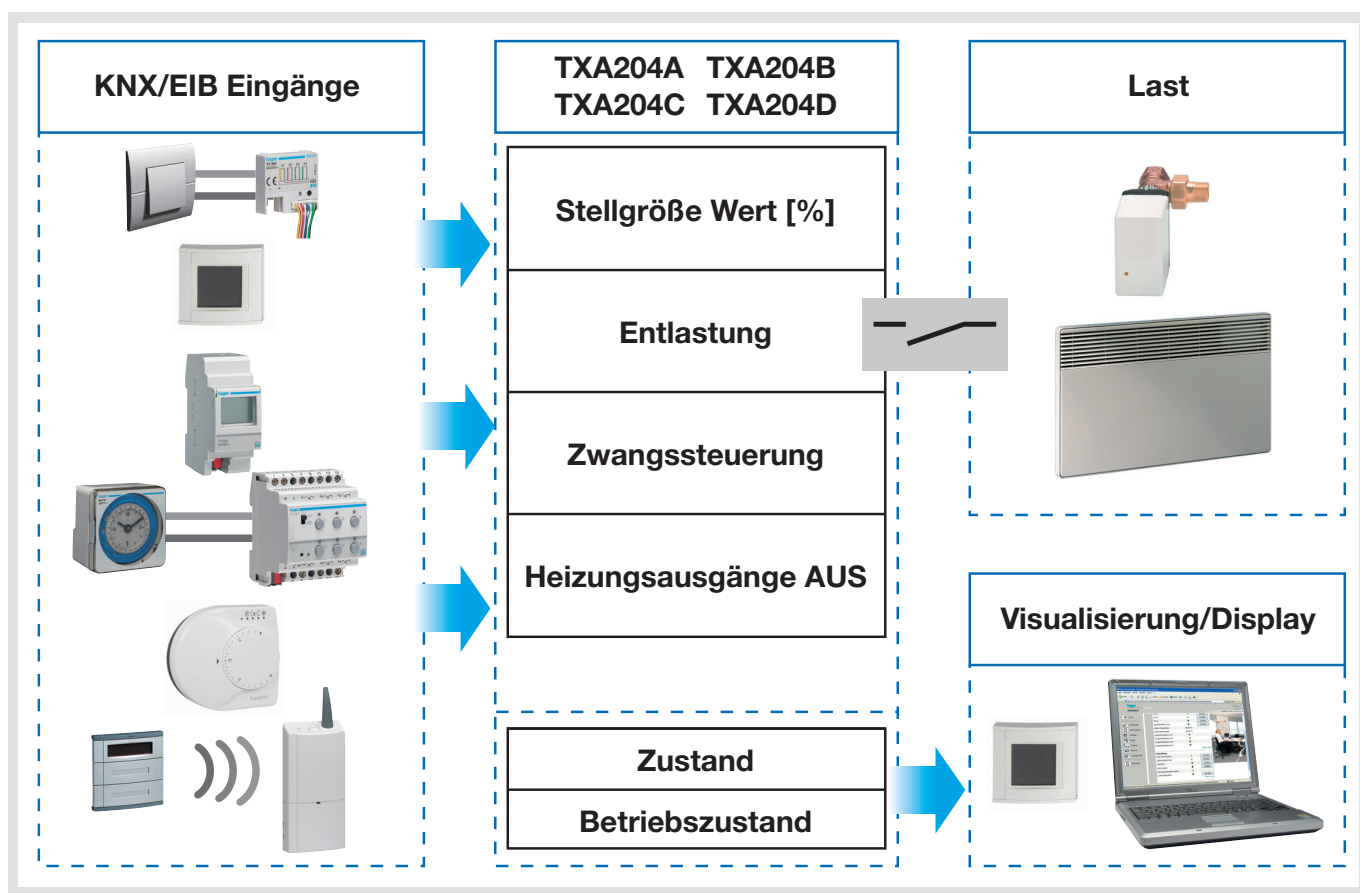 KNX/EIB Eingänge
TXA204A TXA204B
TXA204C TXA204D
Last
Stellgröße Wert [%]
Entlastung
Zwangssteuerung
Heizungsausgänge AUS
Visualisierung/Display
Zustand
Betriebszustand